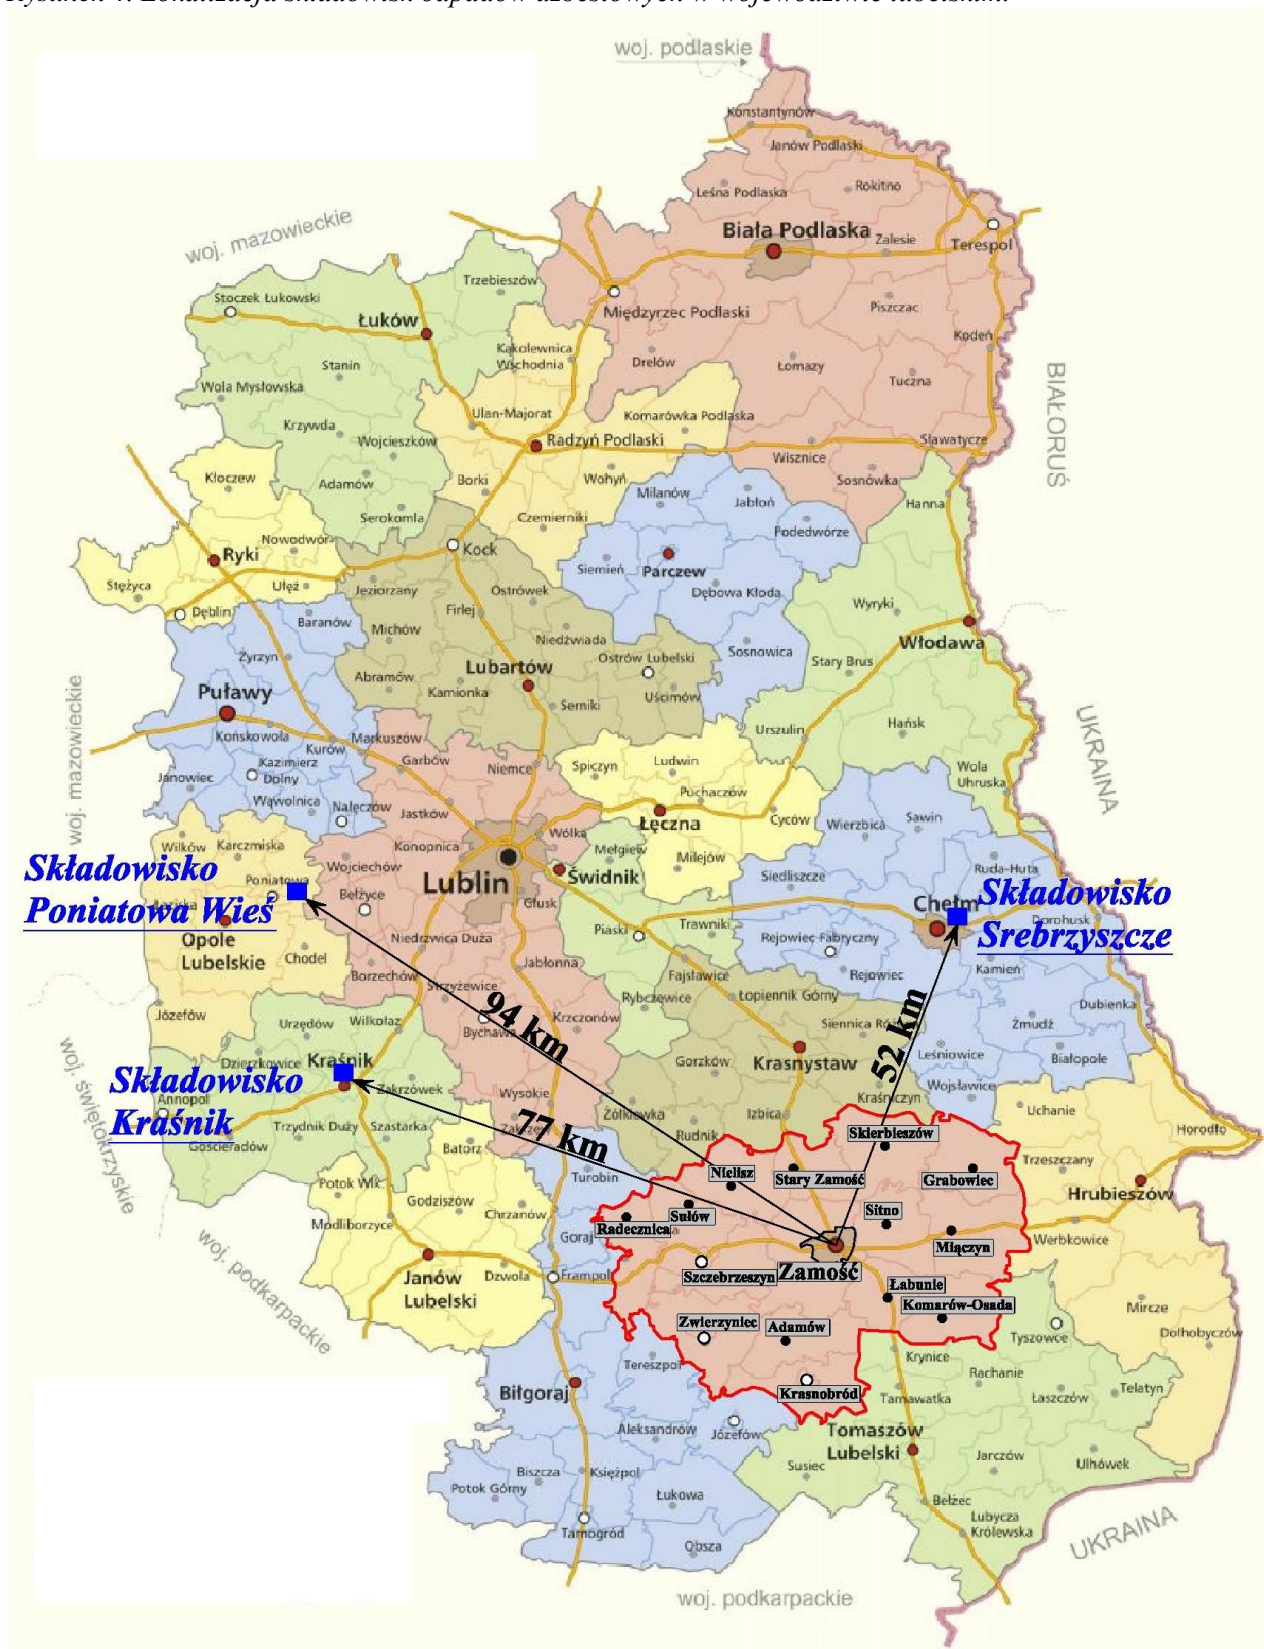 Rysunek 4. Lokalizacja składowisk odpadów azbestowych w województwie lubelskim.
woj. podlaskie
Konstantynów
Janów Podlaski
Leśna Podlaska
Rokitno
woj. mazowieckie
Biała Podlaska
Zalesie
Terespol
Trzebieszów
Stoczek Łukowski
Międzyrzec Podlaski
Piszczac
Łuków
Kodeń
Kąkolewnica
Wschodnia
Drelów
Łomazy
Stanin
Tuczna
BIAŁORUŚ
Wola Mysłowska
Ulan-Majorat
Komarówka Podlaska
Krzywda
Wojcieszków
Radzyń Podlaski
Sławatycze
Wisznice
Kłoczew
Adamów
Borki
Wohyń
Milanów
Sosnówka
Jabłoń
Hanna
Serokomla
Czemierniki
Podedwórze
Nowodwór
Kock
Ryki
Siemień
Parczew
Stężyca
Ułęż
Jeziorzany
Ostrówek
Dębowa Kłoda
Dęblin
Firlej
Wyryki
Baranów
Michów
Niedźwiada
Włodawa
Żyrzyn
Ostrów Lubelski
Sosnowica
Stary Brus
Lubartów
Abramów
Puławy
Kamionka
Uścimów
Serniki
woj. mazowieckie
UKRAINA
Końskowola
Markuszów
Urszulin
Hańsk
Kurów
Garbów
Kazimierz
Dolny
Niemce
Spiczyn
Ludwin
Wola
Uhruska
Janowiec
Puchaczów
Wąwolnica
Nałęczów
Jastków
Łęczna
Cyców
Wierzbica
Sawin
Wólka
Wilków
Karczmiska
Konopnica
Mełgiew
Milejów
Składowisko
Poniatowa Wieś
Poniatowa
Wojciechów
Lublin
Świdnik
Siedliszcze
Ruda-Huta
Składowisko
Srebrzyszcze
Bełżyce
Głusk
Chełm
Dorohusk
Łaziska
Opole
Lubelskie
Piaski
Trawniki
Rejowiec Fabryczny
Niedrzwica Duża
Chodel
Jabłonna
Borzechów
Fajsławice
Rejowiec
Kamień
Strzyżewice
Rybczewice
Łopiennik Górny
Dubienka
Józefów
94 km
52 km
Urzędów
Wilkołaz
Krzczonów
Bychawa
Siennica Różana
Żmudź
woj. świętokrzyskie
Dzierzkowice
Kraśnik
Gorzków
Krasnystaw
Leśniowice
Białopole
Składowisko
Kraśnik
Annopol
Zakrzówek
Wysokie
Wojsławice
Kraśniczyn
77 km
Żółkiewka
Izbica
Uchanie
Gościeradów
Trzydnik Duży
Szastarka
Zakrzew
Rudnik
Skierbieszów
Horodło
Batorz
Trzeszczany
Potok Wlk.
Turobin
Nielisz
Stary Zamość
Grabowiec
Hrubieszów
Godziszów
Chrzanów
Sułów
Sitno
Modliborzyce
Radecznica
Goraj
Miączyn
Werbkowice
woj. podkarpackie
Janów
Lubelski
Dzwola
Frampol
Szczebrzeszyn
Zamość
Łabunie
Komarów-Osada
Mircze
Zwierzyniec
Adamów
Tyszowce
Dołhobyczów
Tereszpol
Krynice
Rachanie
Biłgoraj
Krasnobród
Tarnawatka
Łaszczów
Telatyn
Aleksandrów
Józefów
Tomaszów
Lubelski
Jarczów
Ulhówek
Susiec
Biszcza
Księżpol
Potok Górny
Łukowa
Bełżec
Lubycza
Królewska
Tarnogród
Obsza
UKRAINA
woj. podkarpackie